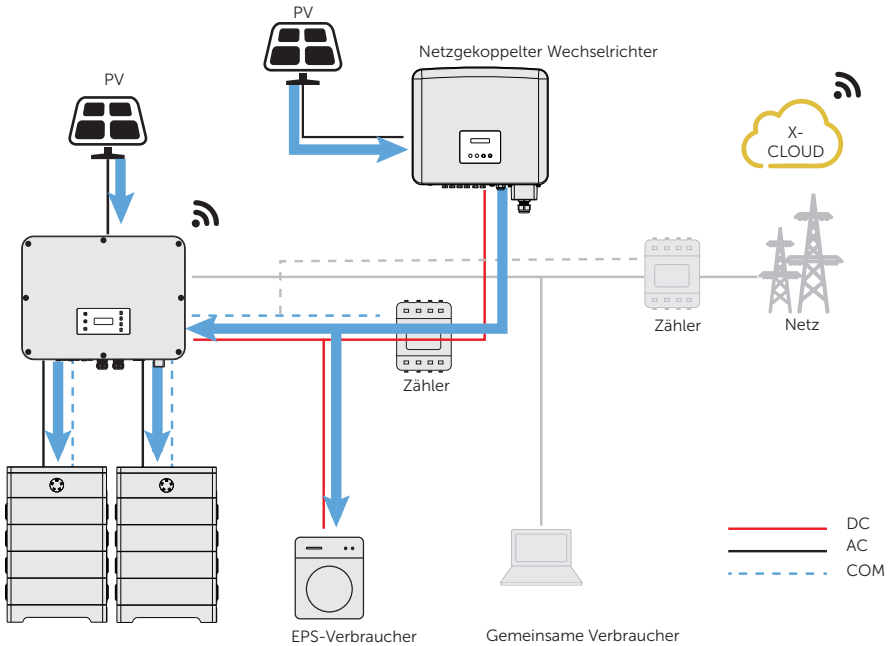 PV
Netzgekoppelter Wechselrichter
PV
X-
CLOUD
Zähler
Netz
Zähler
DC
AC
COM
EPS-Verbraucher
Gemeinsame Verbraucher